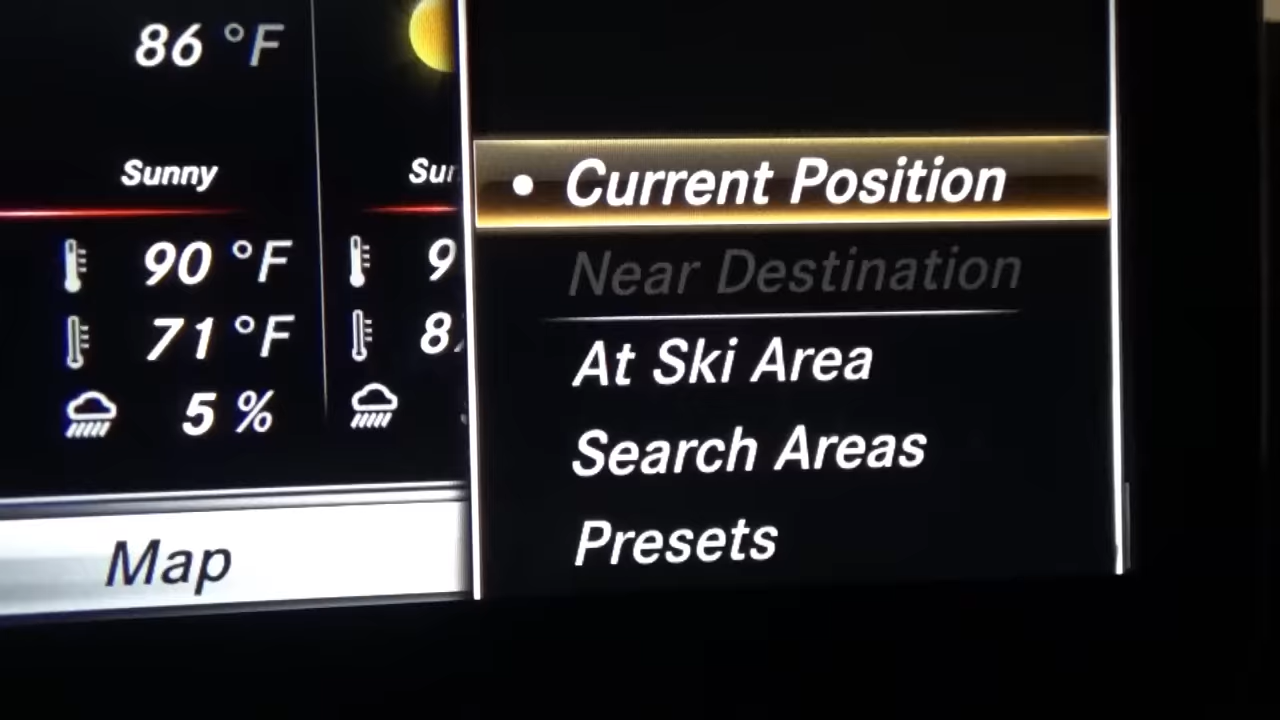 86 °F
Sunny
90 °F
71 °F
5 %
Map
Current Position
Near Destination
At Ski Area
Search Areas
Presets